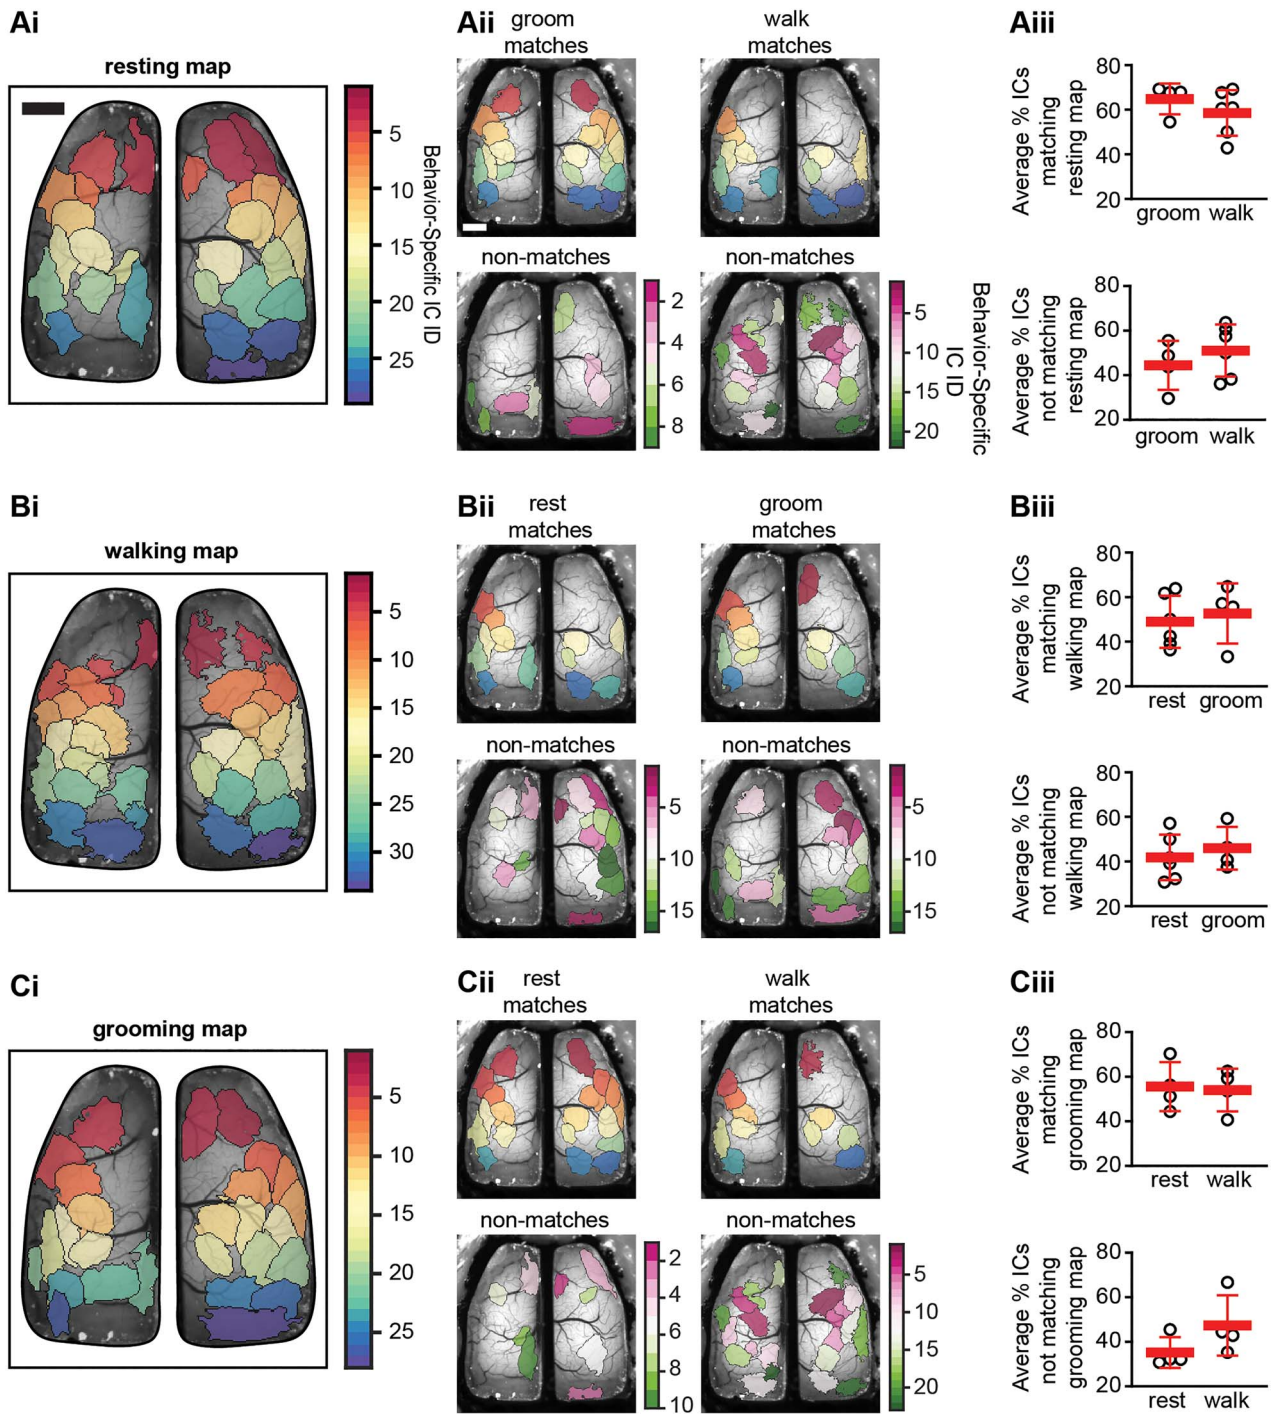 Ai
resting map
5
10
15
20
25
Behavior-Specific IC ID
Aii
groom
matches
walk
matches
non-matches
2
4
6
8
5
10
15
20
Behavior-Specific
IC ID
Aiii
Average % ICs
matching
resting map
80
60
40
20
groom walk
Average % ICs
not matching
resting map
80
60
40
20
groom walk
Bi
walking map
5
10
15
20
25
30
Bii
rest
matches
groom
matches
non-matches
5
10
15
non-matches
5
10
15
Biii
Average % ICs
matching
walking map
80
60
40
20
rest groom
Average % ICs
not matching
walking map
80
60
40
20
rest groom
Ci
grooming map
5
10
15
20
25
Cii
rest
matches
walk
matches
non-matches
2
4
6
8
10
non-matches
5
10
15
20
Ciii
Average % ICs
matching
grooming map
80
60
40
20
rest walk
Average % ICs
not matching
grooming map
80
60
40
20
rest walk